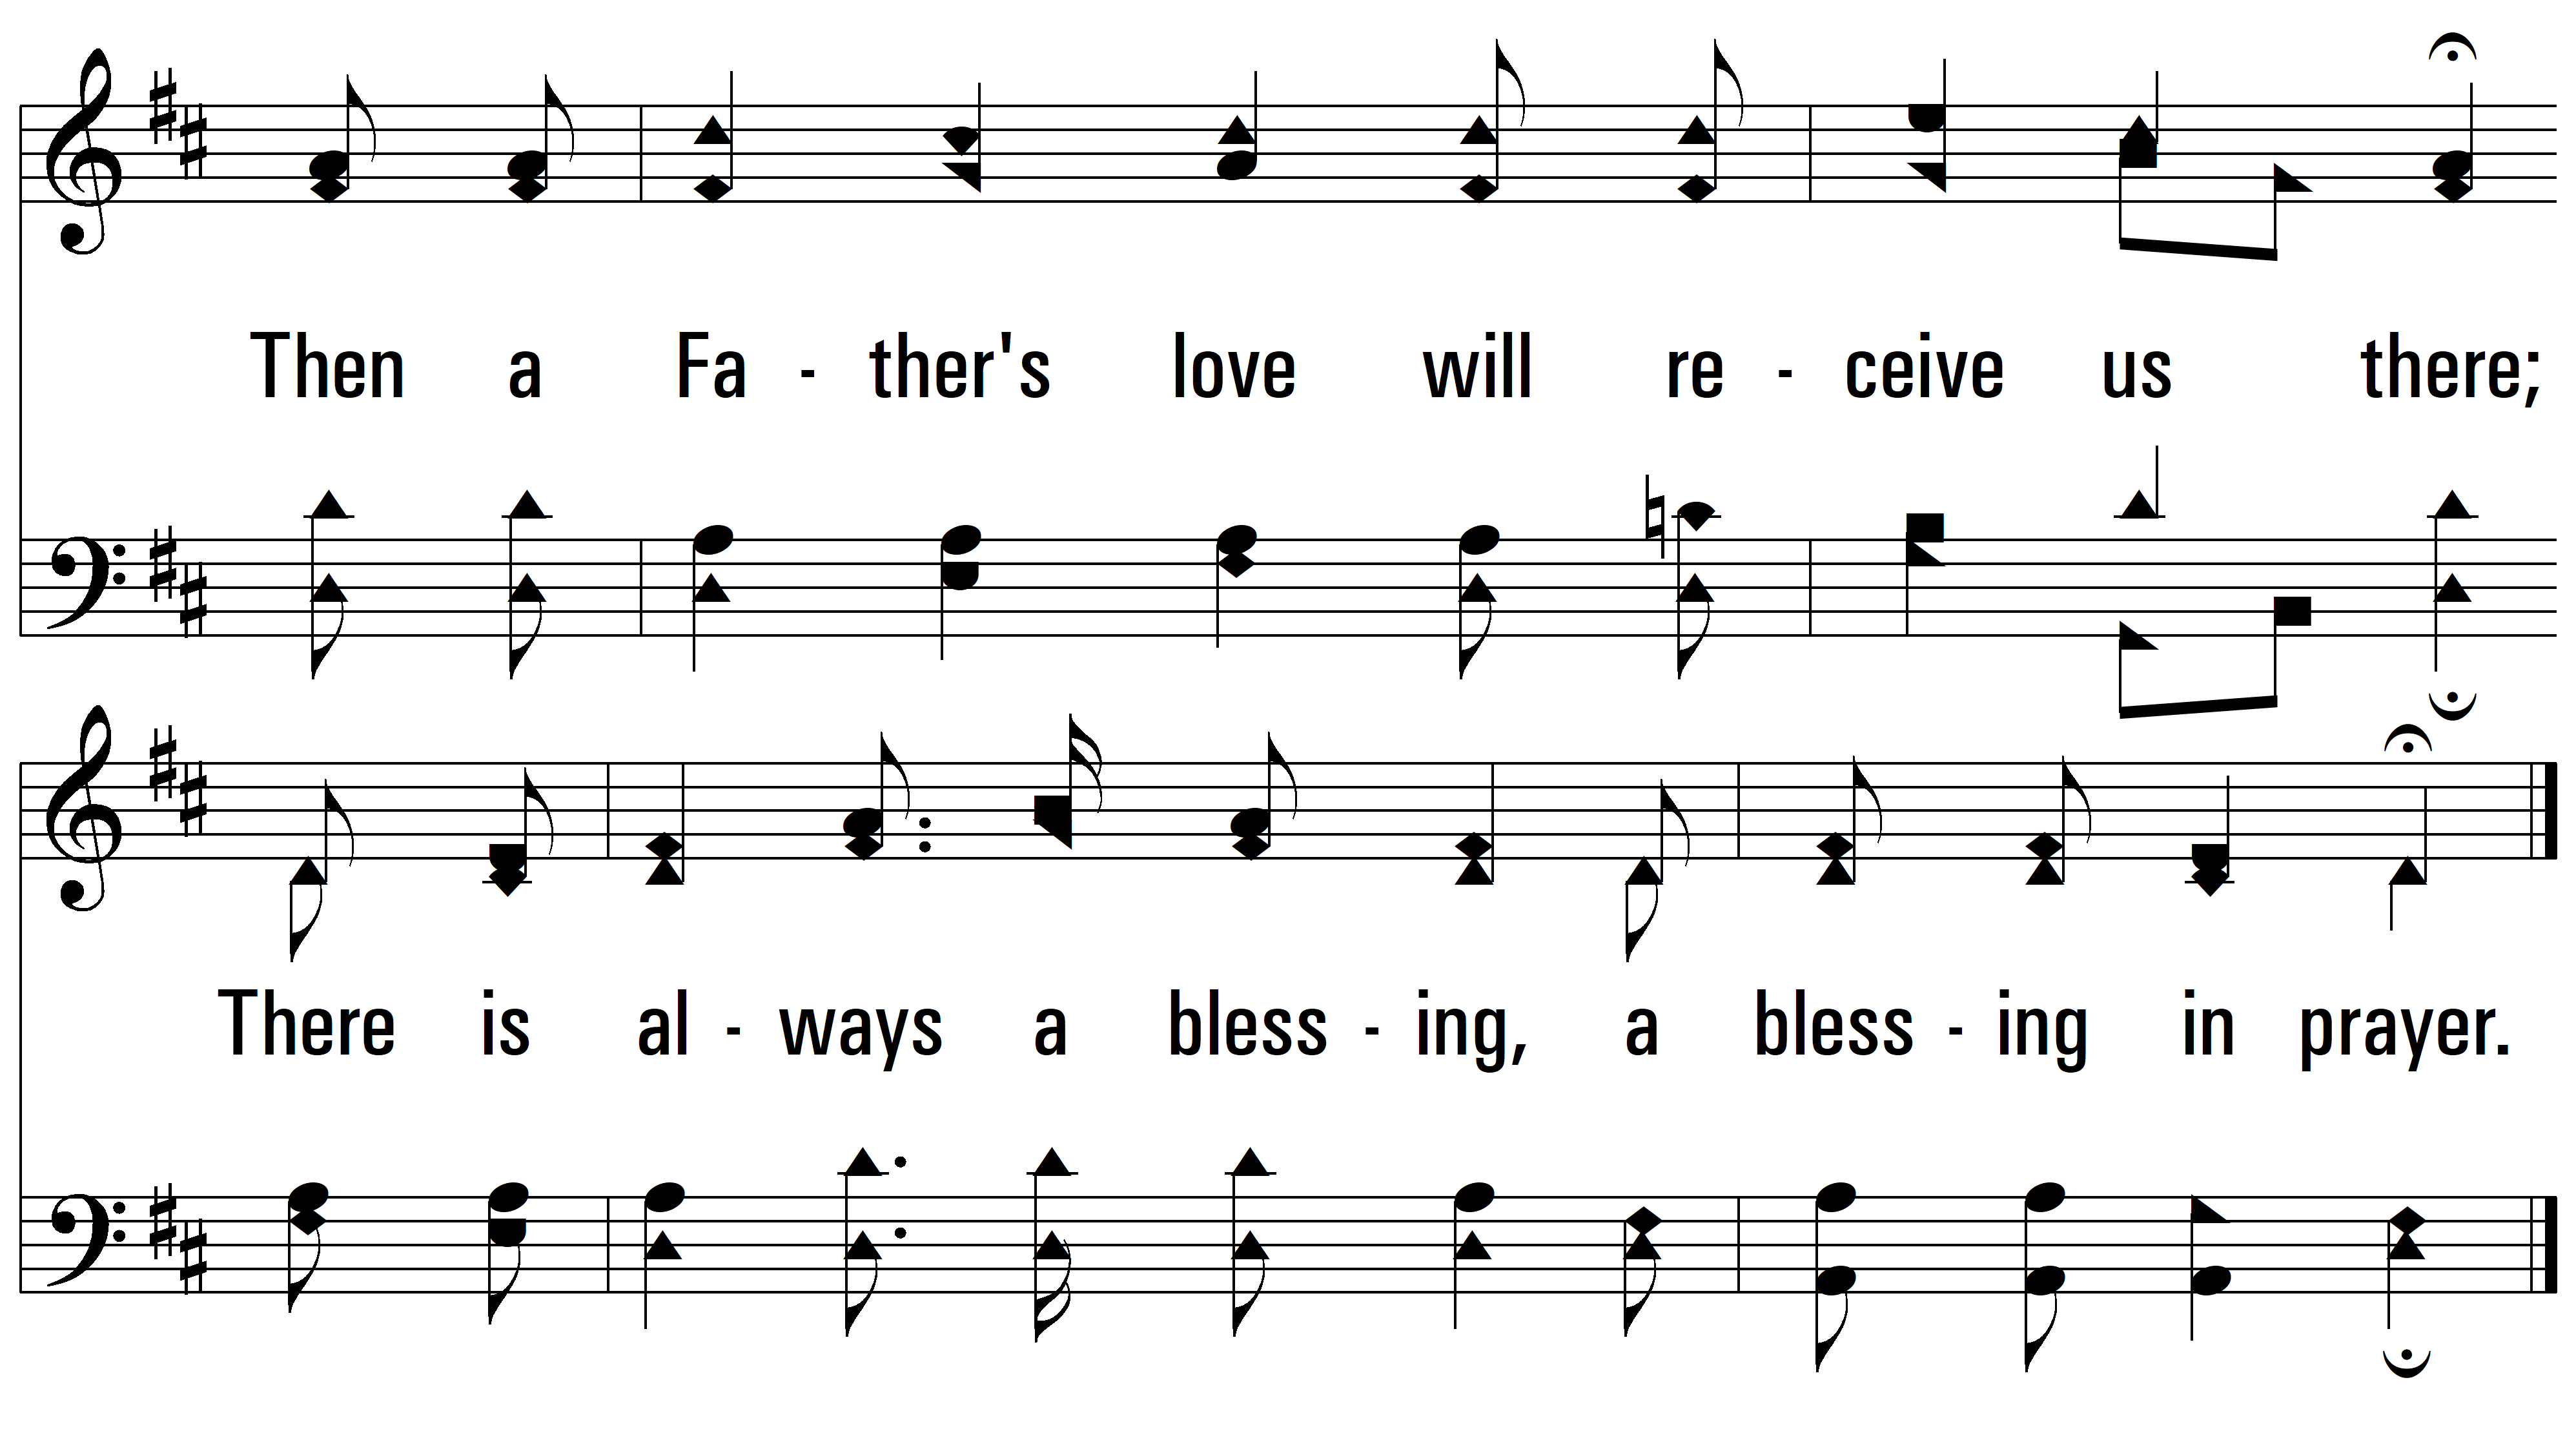 Then a Fa - ther's love will re - ceive us there;
There is al - ways a bless - ing, a bless - ing in prayer.